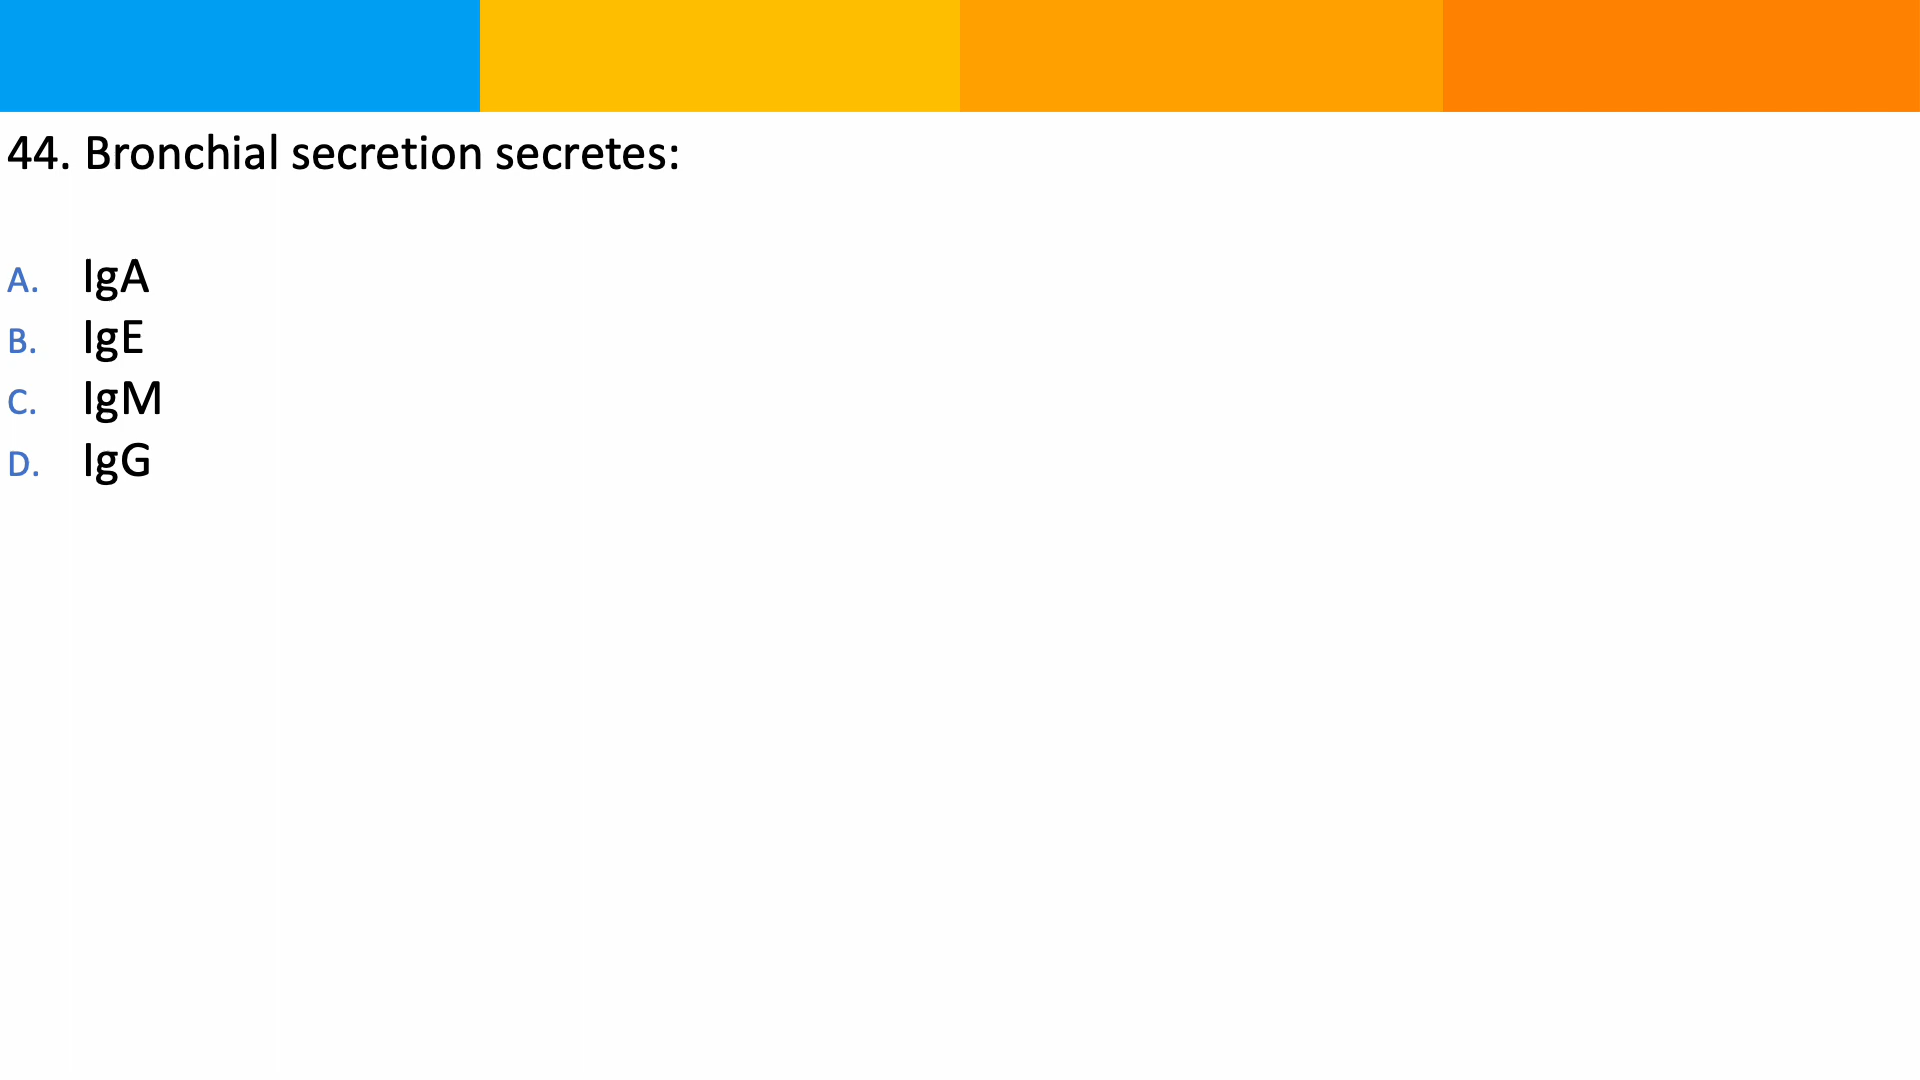 44. Bronchial secretion secretes:
A. IgA
B. IgE
C. IgM
D. IgG